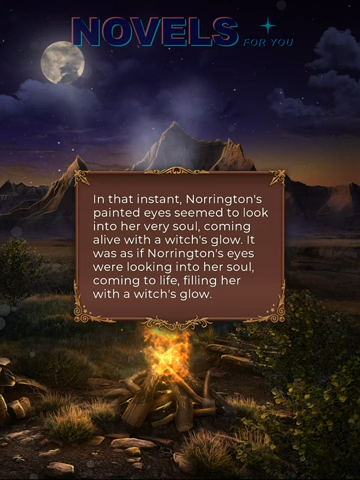 NOVELS
FOR YOU
In that instant, Norrington's
painted eyes seemed to look
into her very soul, coming
alive with a witch's glow. It
was as if Norrington's eyes
were looking into her soul,
coming to life, filling her
with a witch's glow.